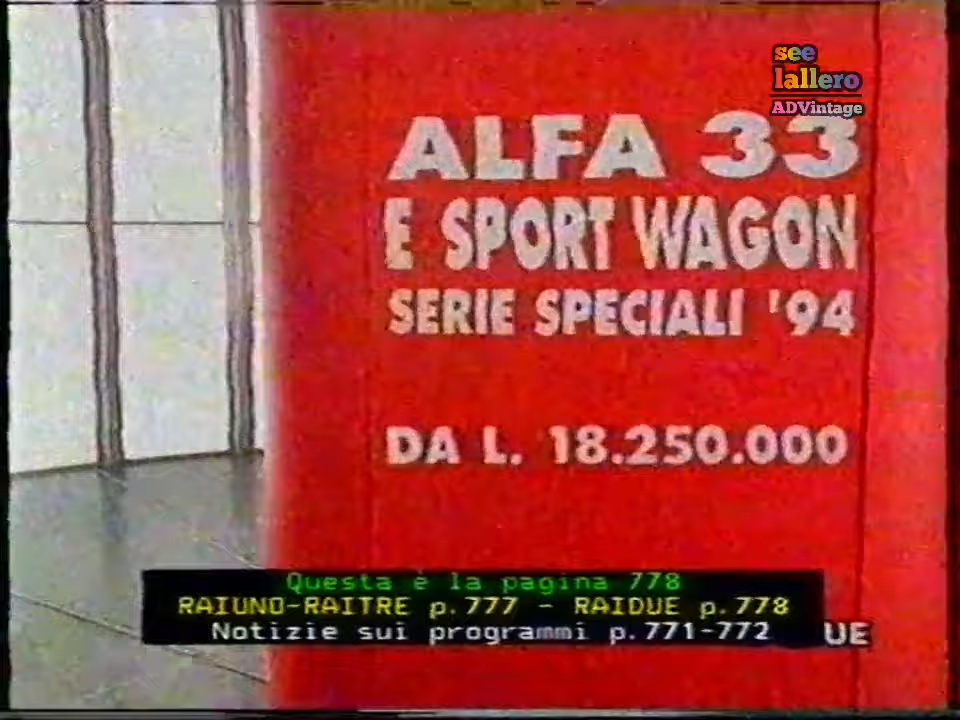 see
lallero
ADVintage
ALFA 33
E SPORT WAGON
SERIE SPECIALI '94
DA L. 18.250.000
Questa è la pagina 778
RAIUNO-RAITRE p.777 - RAIDUE p.778
Notizie sui programmi p.771-772
UE